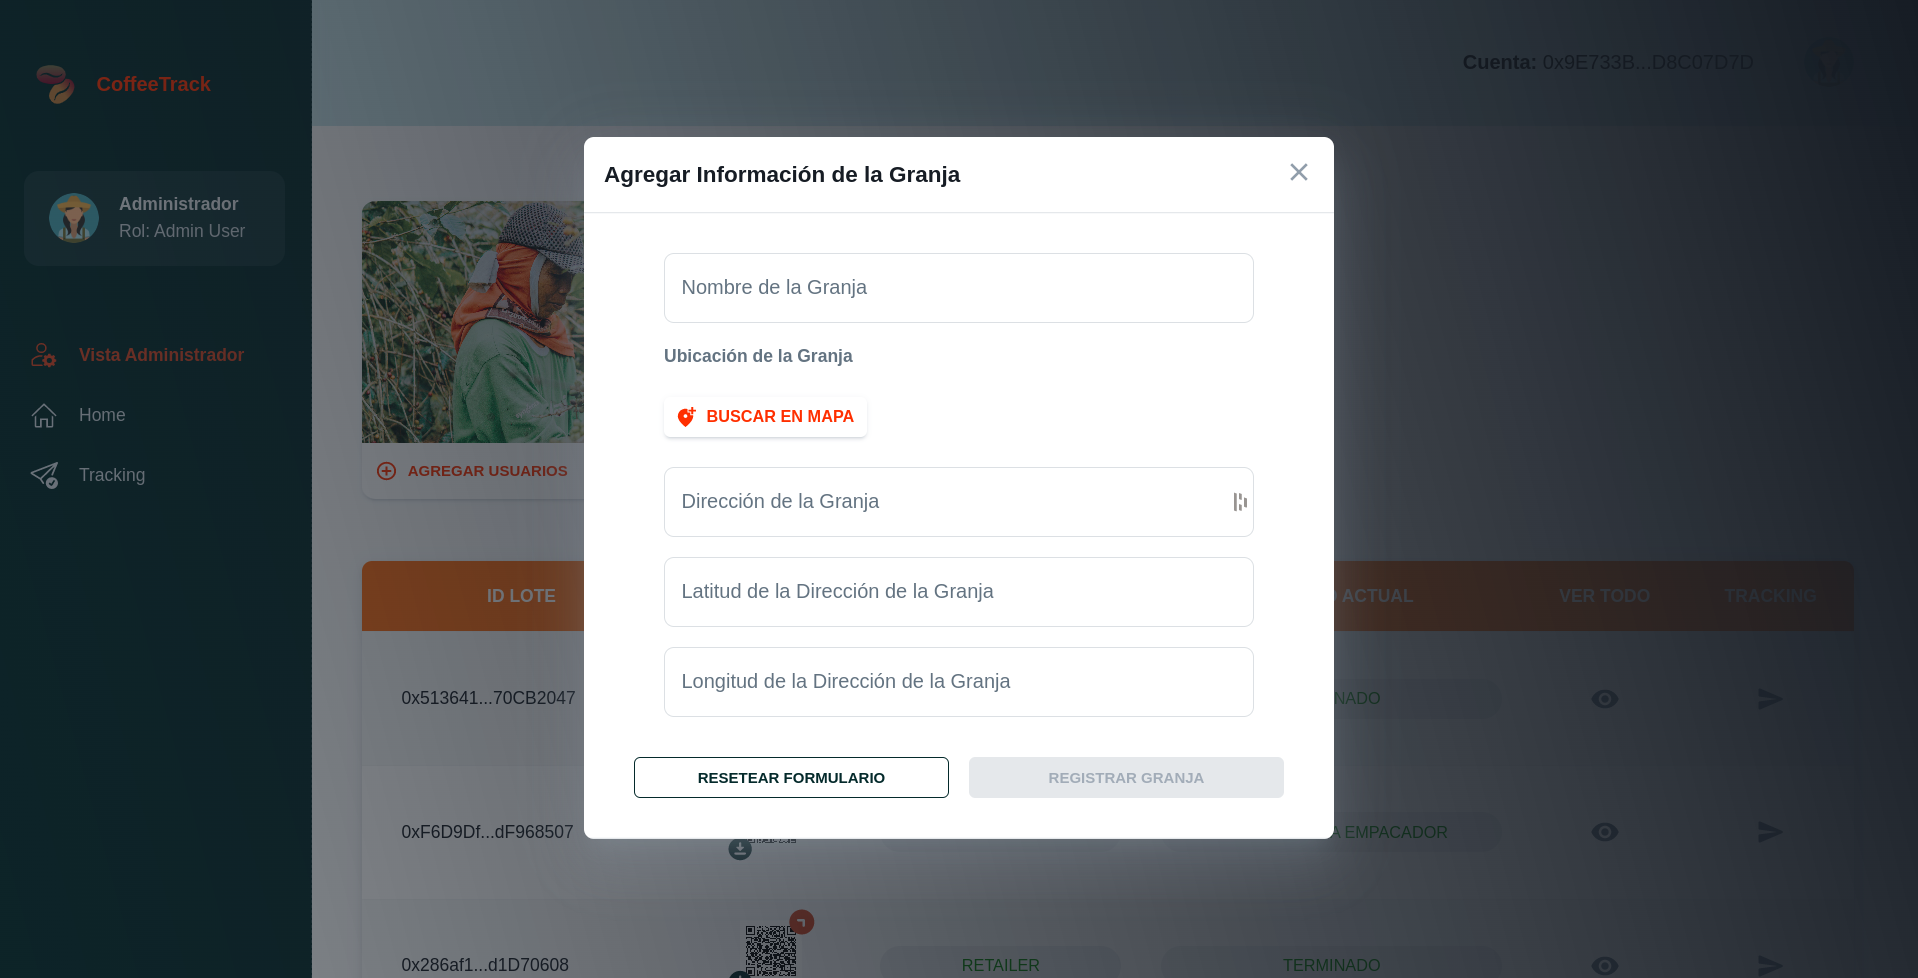 CoffeeTrack
Cuenta: 0x9E733B...D8C07D7D
Administrador
Rol: Admin User
Vista Administrador
Home
Tracking
AGREGAR USUARIOS
Agregar Información de la Granja
Nombre de la Granja
Ubicación de la Granja
BUSCAR EN MAPA
Dirección de la Granja
Latitud de la Dirección de la Granja
Longitud de la Dirección de la Granja
RESETEAR FORMULARIO
REGISTRAR GRANJA
ID LOTE
ACTUAL
VER TODO
TRACKING
0x513641...70CB2047
NADO
0xF6D9Df...dF968507
A EMPACADOR
0x286af1...d1D70608
RETAILER
TERMINADO